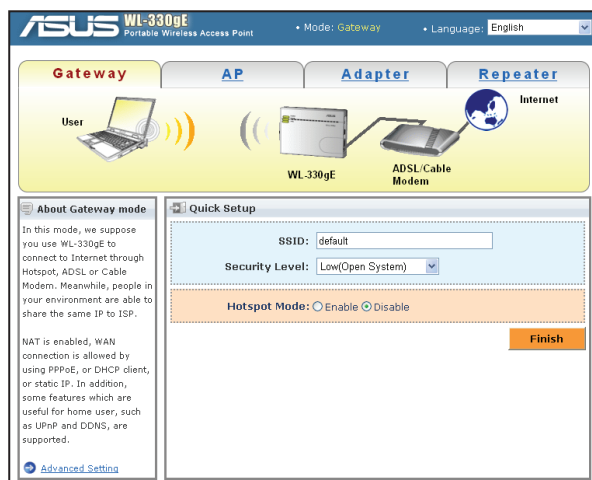 ASUS WL-330gE
Portable Wireless Access Point
• Mode: Gateway
• Language: English
Gateway
AP
Adapter
Repeater
User
WL-330gE
ADSL/Cable
Modem
Internet
About Gateway mode
In this mode, we suppose
you use WL-330gE to
connect to Internet through
Hotspot, ADSL or Cable
Modem. Meanwhile, people in
your environment are able to
share the same IP to ISP.
NAT is enabled, WAN
connection is allowed by
using PPPoE, or DHCP client,
or static IP. In addition,
some features which are
useful for home user, such
as UPnP and DDNS, are
supported.
Advanced Setting
Quick Setup
SSID: default
Security Level: Low(Open System)
Hotspot Mode: Enable Disable
Finish